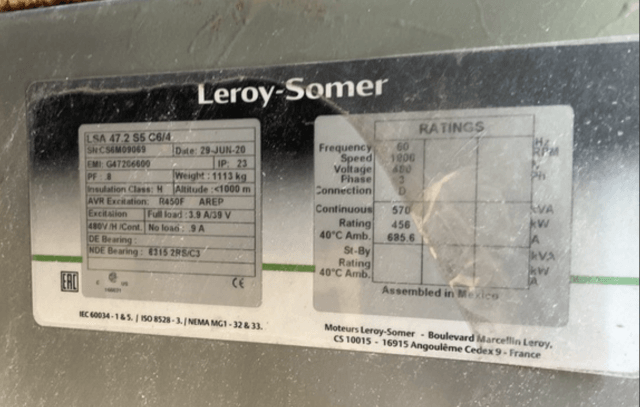 Leroy-Somer
LSA 47.2 S5 C6/4
SN: C56M09069 Date: 29-JUN-20
EMI: G47206600 IP: 23
PF: .8 Weight: 1113 kg
Insulation Class: H Altitude: <1000 m
AVR Excitation: R450F AREP
Excitation Full load: 3.9 A/39 V
480V/H/Cont. No load: .9 A
DE Bearing:
NDE Bearing: 6315 2RS/C3
EAC
C US
CE
IEC 60034 - 1 & 5. / ISO 8528 - 3. / NEMA MG1 - 32 & 33.
RATINGS
Frequency 60 Hz
Speed 1800 RPM
Voltage 480 V
Phase 3 Ph
Connection D
Continuous 570 kVA
Rating 456 kW
40°C Amb. 685.6 A
St-By kVA
Rating kW
40°C Amb. A
Assembled in Mexico
Moteurs Leroy-Somer - Boulevard Marcellin Leroy,
CS 10015 - 16915 Angoulême Cedex 9 - France